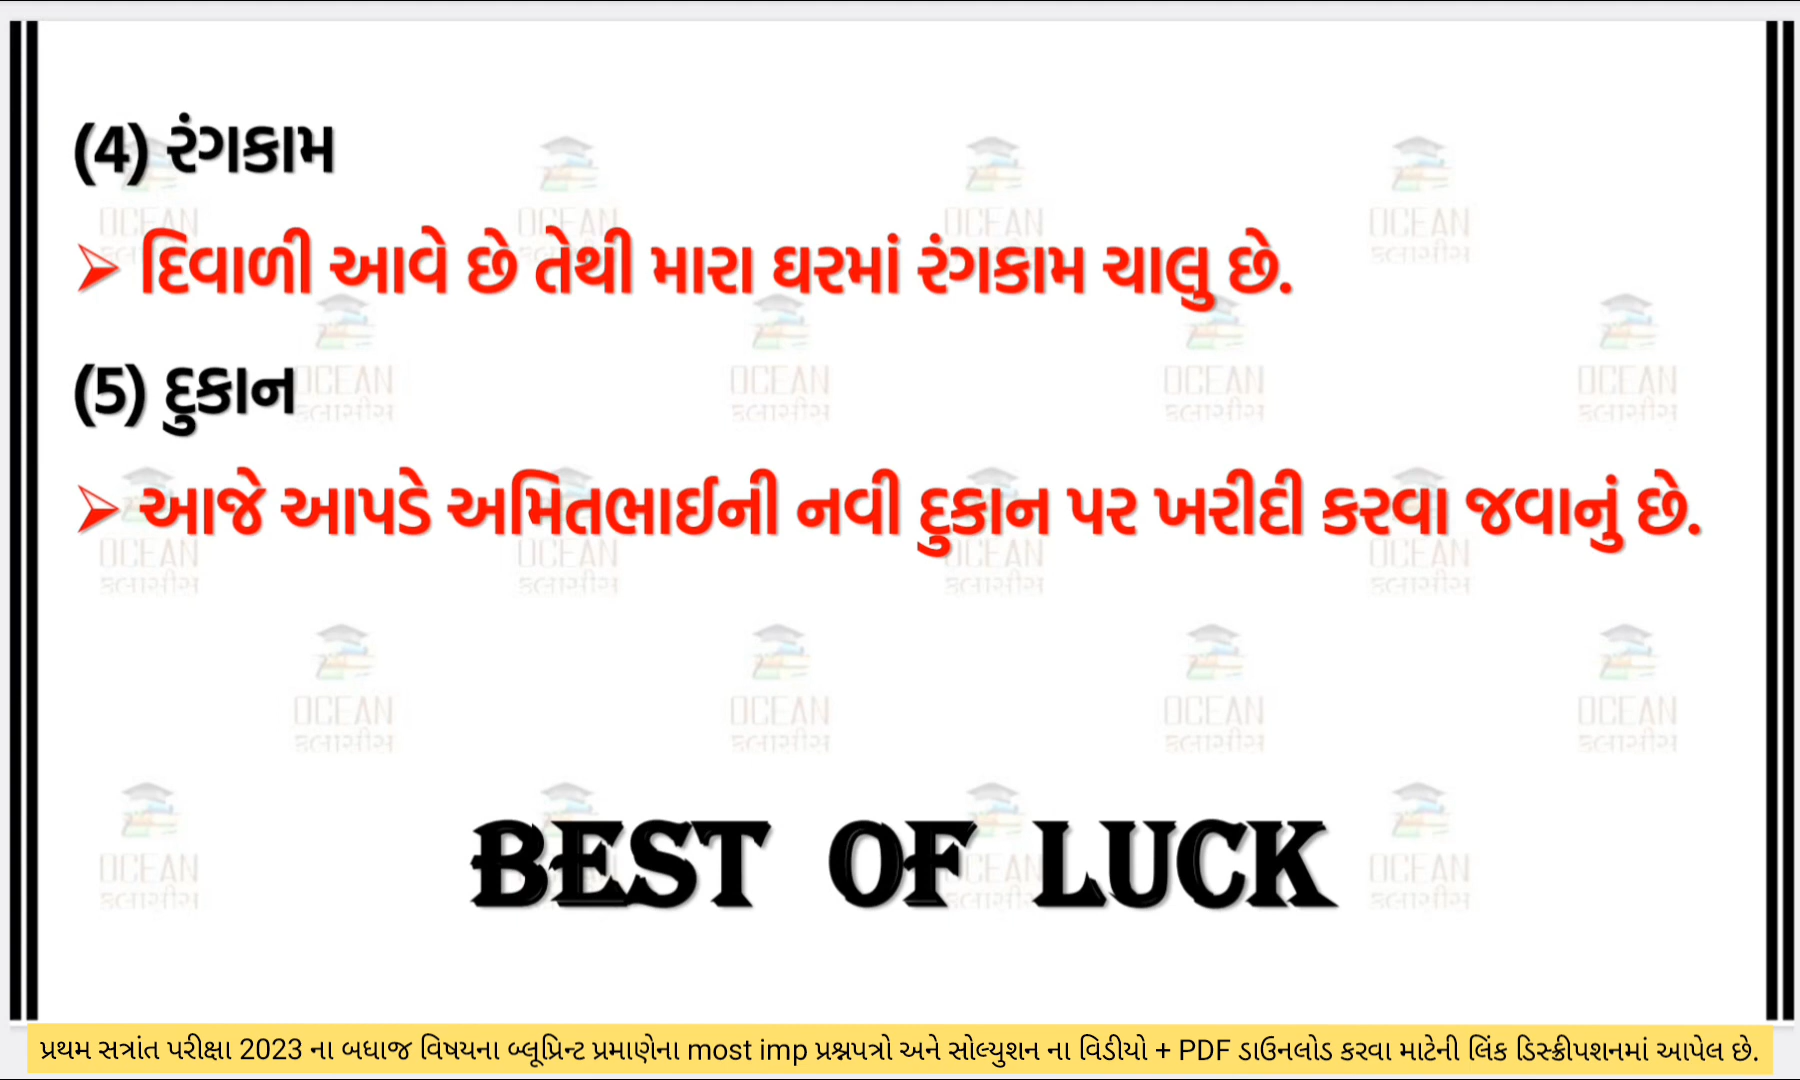 (4) રંગકામ
➢ દિવાળી આવે છે તેથી મારા ઘરમાં રંગકામ ચાલુ છે.
(5) દુકાન
➢ આજે આપડે અમિતભાઈની નવી દુકાન પર ખરીદી કરવા જવાનું છે.
BEST OF LUCK
પ્રથમ સત્રાંત પરીક્ષા 2023 ના બધાજ વિષયના બ્લૂપ્રિન્ટ પ્રમાણેના most imp પ્રશ્નપત્રો અને સોલ્યુશન ના વિડીયો + PDF ડાઉનલોડ કરવા માટેની લિંક ડિસ્ક્રીપશનમાં આપેલ છે.
OCEAN
ક્લાસીસ